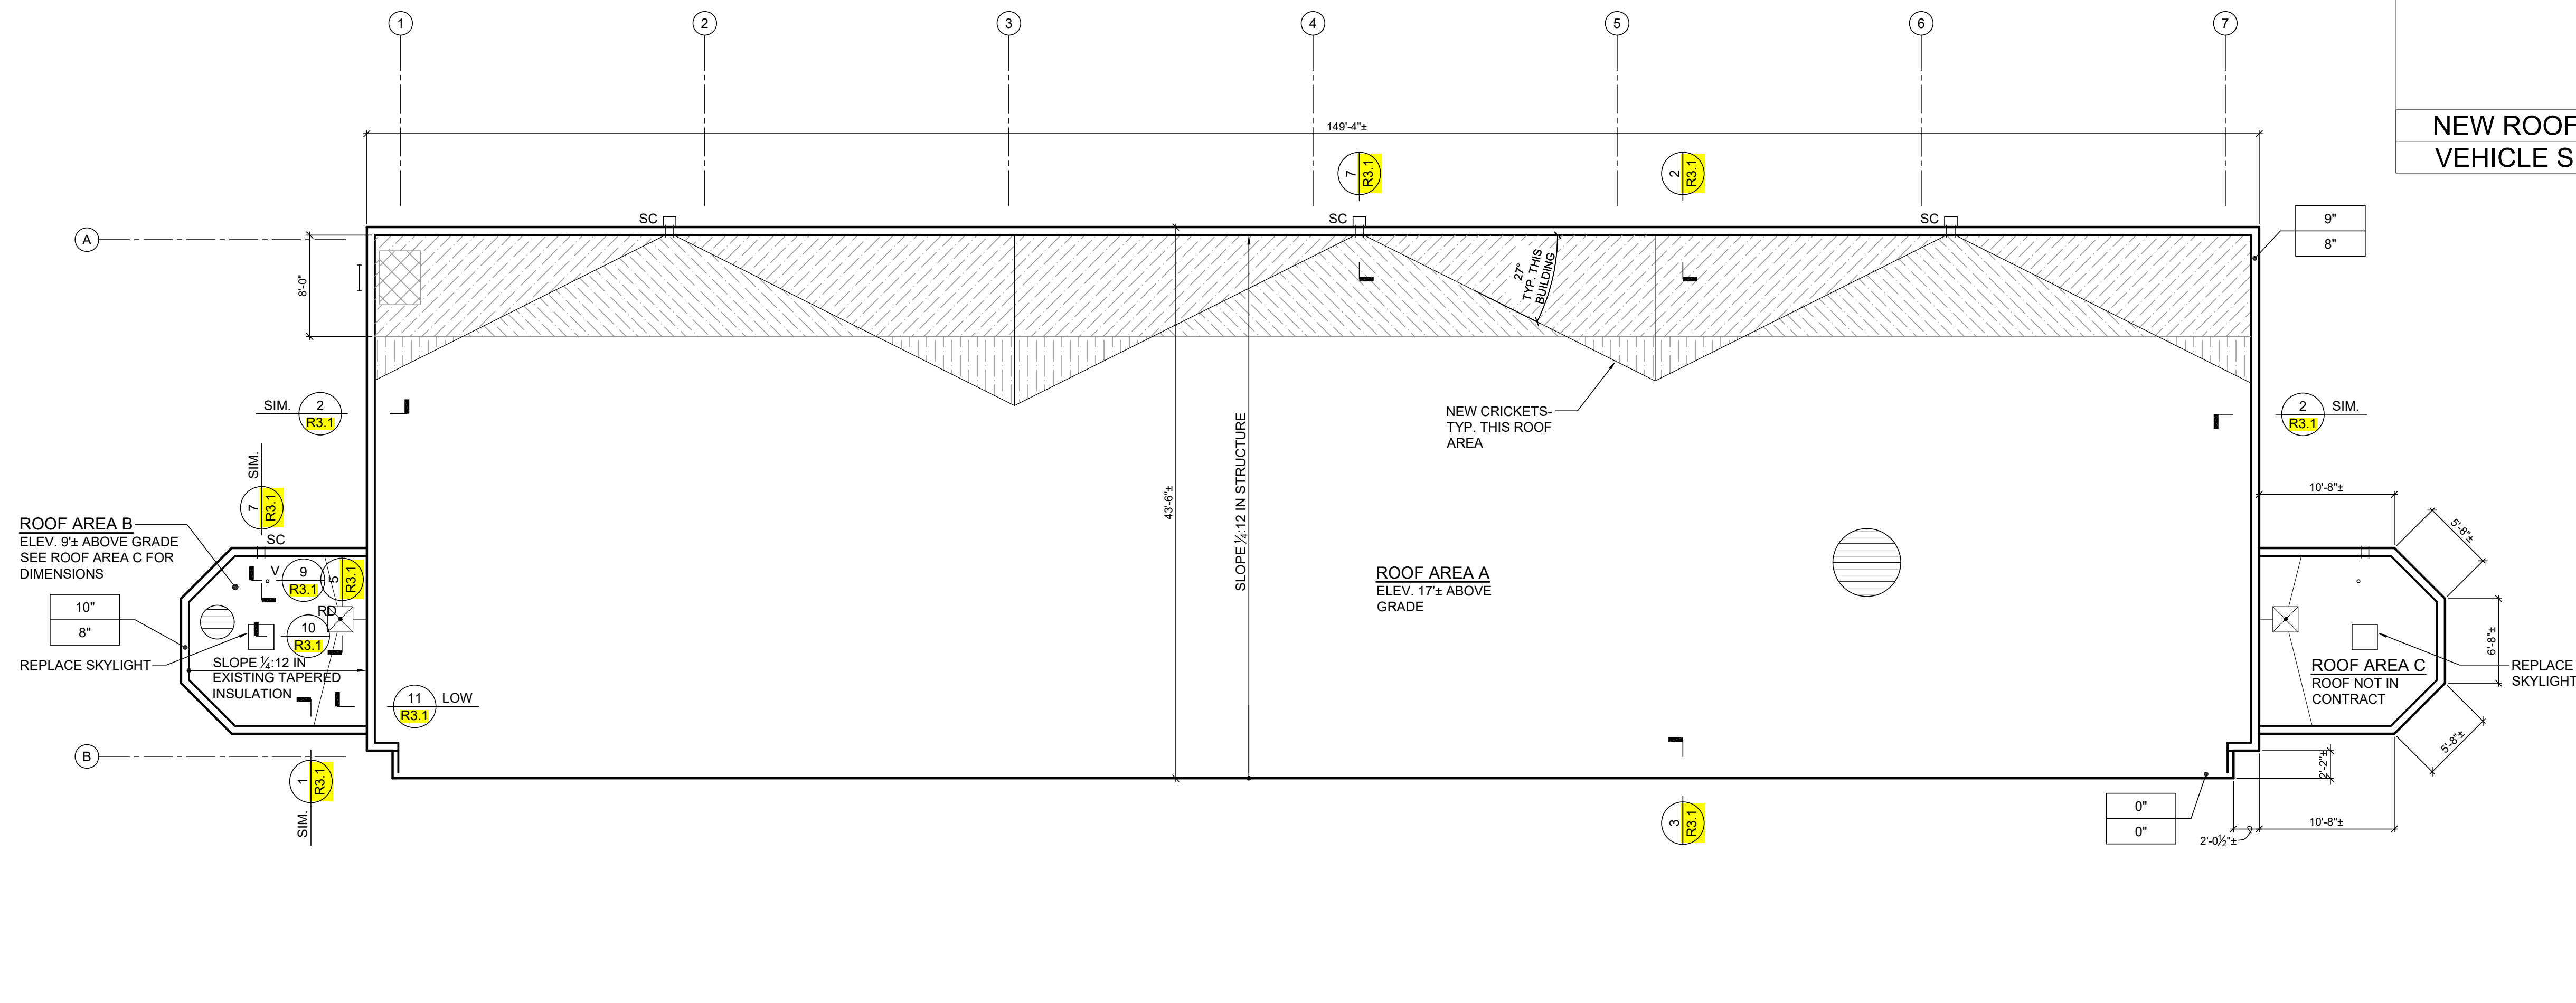 1
2
3
4
5
6
7
NEW ROOF
VEHICLE S
149'-4"±
7
R3.1
2
R3.1
A
SC
SC
SC
9"
8"
8'-0"
27°
TYP. THIS
BUILDING
SIM.
2
R3.1
NEW CRICKETS-
TYP. THIS ROOF
AREA
2
R3.1
SIM.
SLOPE ¼:12 IN STRUCTURE
43'-6"±
SIM.
7
R3.1
ROOF AREA B
ELEV. 9'± ABOVE GRADE
SEE ROOF AREA C FOR
DIMENSIONS
SC
V
9
R3.1
5
R3.1
RD
10
R3.1
10"
8"
REPLACE SKYLIGHT
SLOPE ¼:12 IN
EXISTING TAPERED
INSULATION
ROOF AREA A
ELEV. 17'± ABOVE
GRADE
10'-8"±
5'-8"±
6'-8"±
ROOF AREA C
ROOF NOT IN
CONTRACT
REPLACE
SKYLIGHT
5'-8"±
11
R3.1
LOW
B
1
R3.1
SIM.
2'-2"±
3
R3.1
0"
0"
2'-0½"±
10'-8"±